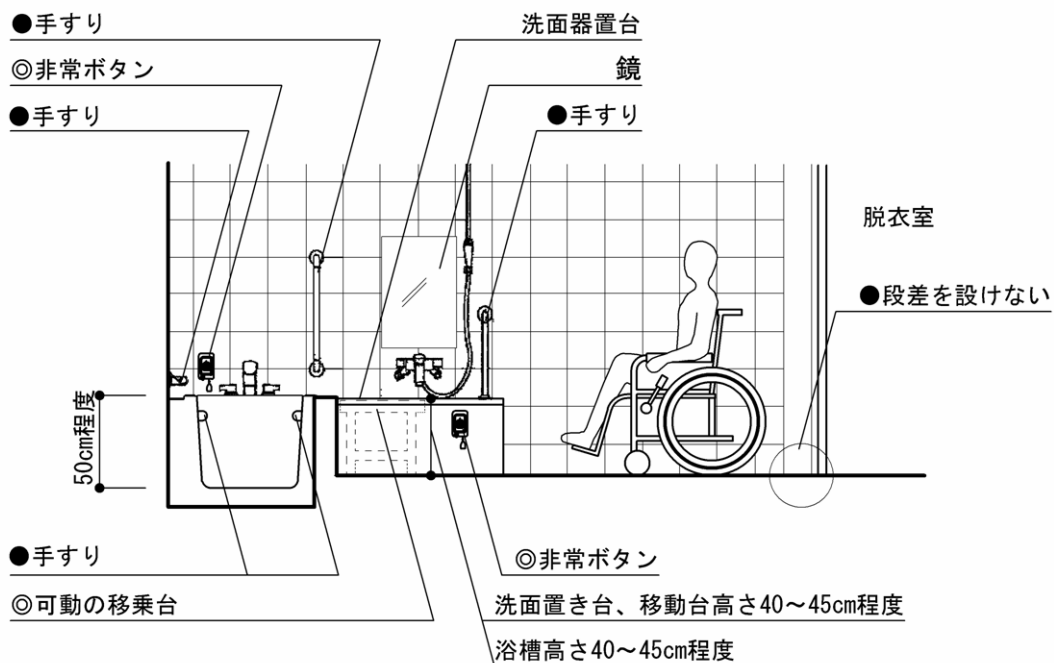 ●手すり
◎非常ボタン
●手すり
洗面器置台
鏡
●手すり
脱衣室
●段差を設けない
50cm程度
●手すり
◎可動の移乗台
◎非常ボタン
洗面置き台、移動台高さ40～45cm程度
浴槽高さ40～45cm程度